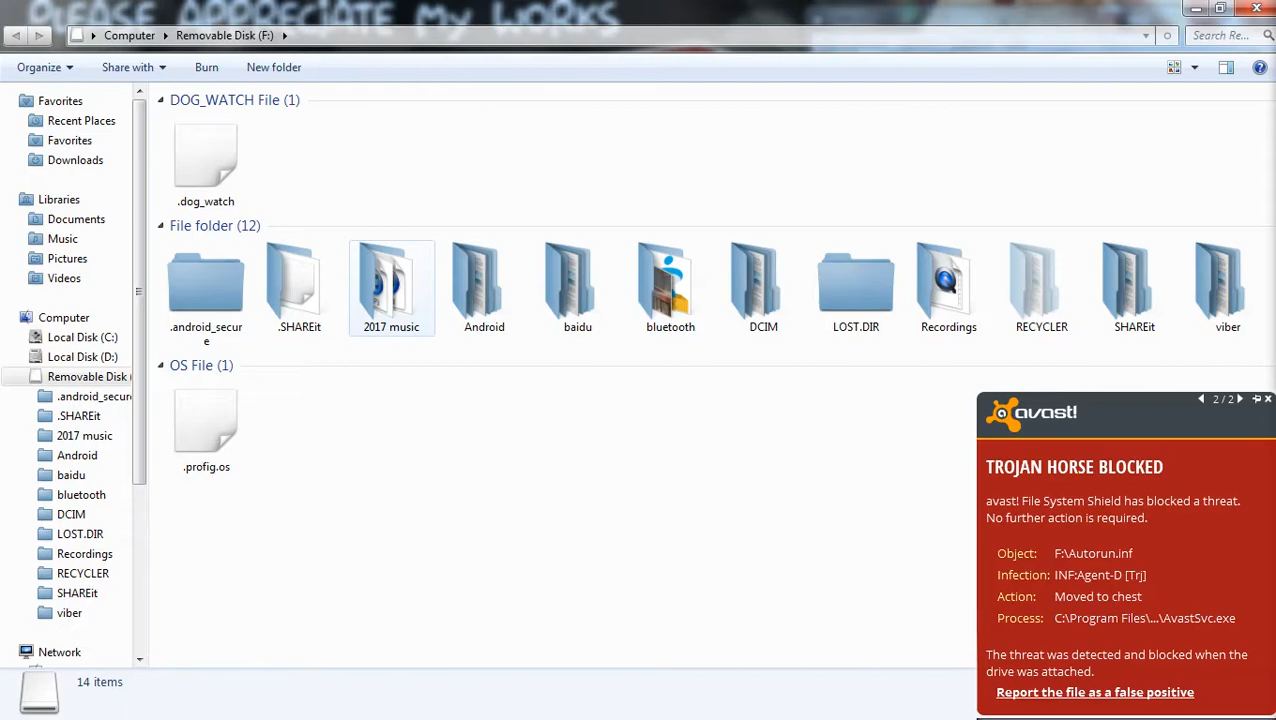 PLEASE APPRECIATE My WORKS
Computer Removable Disk (F:) Search Re...
Organize Share with Burn New folder
Favorites
Recent Places
Favorites
Downloads
Libraries
Documents
Music
Pictures
Videos
Computer
Local Disk (C:)
Local Disk (D:)
Removable Disk (
.android_secure
.SHAREit
2017 music
Android
baidu
bluetooth
DCIM
LOST.DIR
Recordings
RECYCLER
SHAREit
viber
Network
DOG_WATCH File (1)
.dog_watch
File folder (12)
.android_secur
e
.SHAREit
2017 music
Android
baidu
bluetooth
DCIM
LOST.DIR
Recordings
RECYCLER
SHAREit
viber
OS File (1)
.profig.os
14 items
avast!
2 / 2
TROJAN HORSE BLOCKED
avast! File System Shield has blocked a threat.
No further action is required.
Object: F:\Autorun.inf
Infection: INF:Agent-D [Trj]
Action: Moved to chest
Process: C:\Program Files\...\AvastSvc.exe
The threat was detected and blocked when the
drive was attached.
Report the file as a false positive